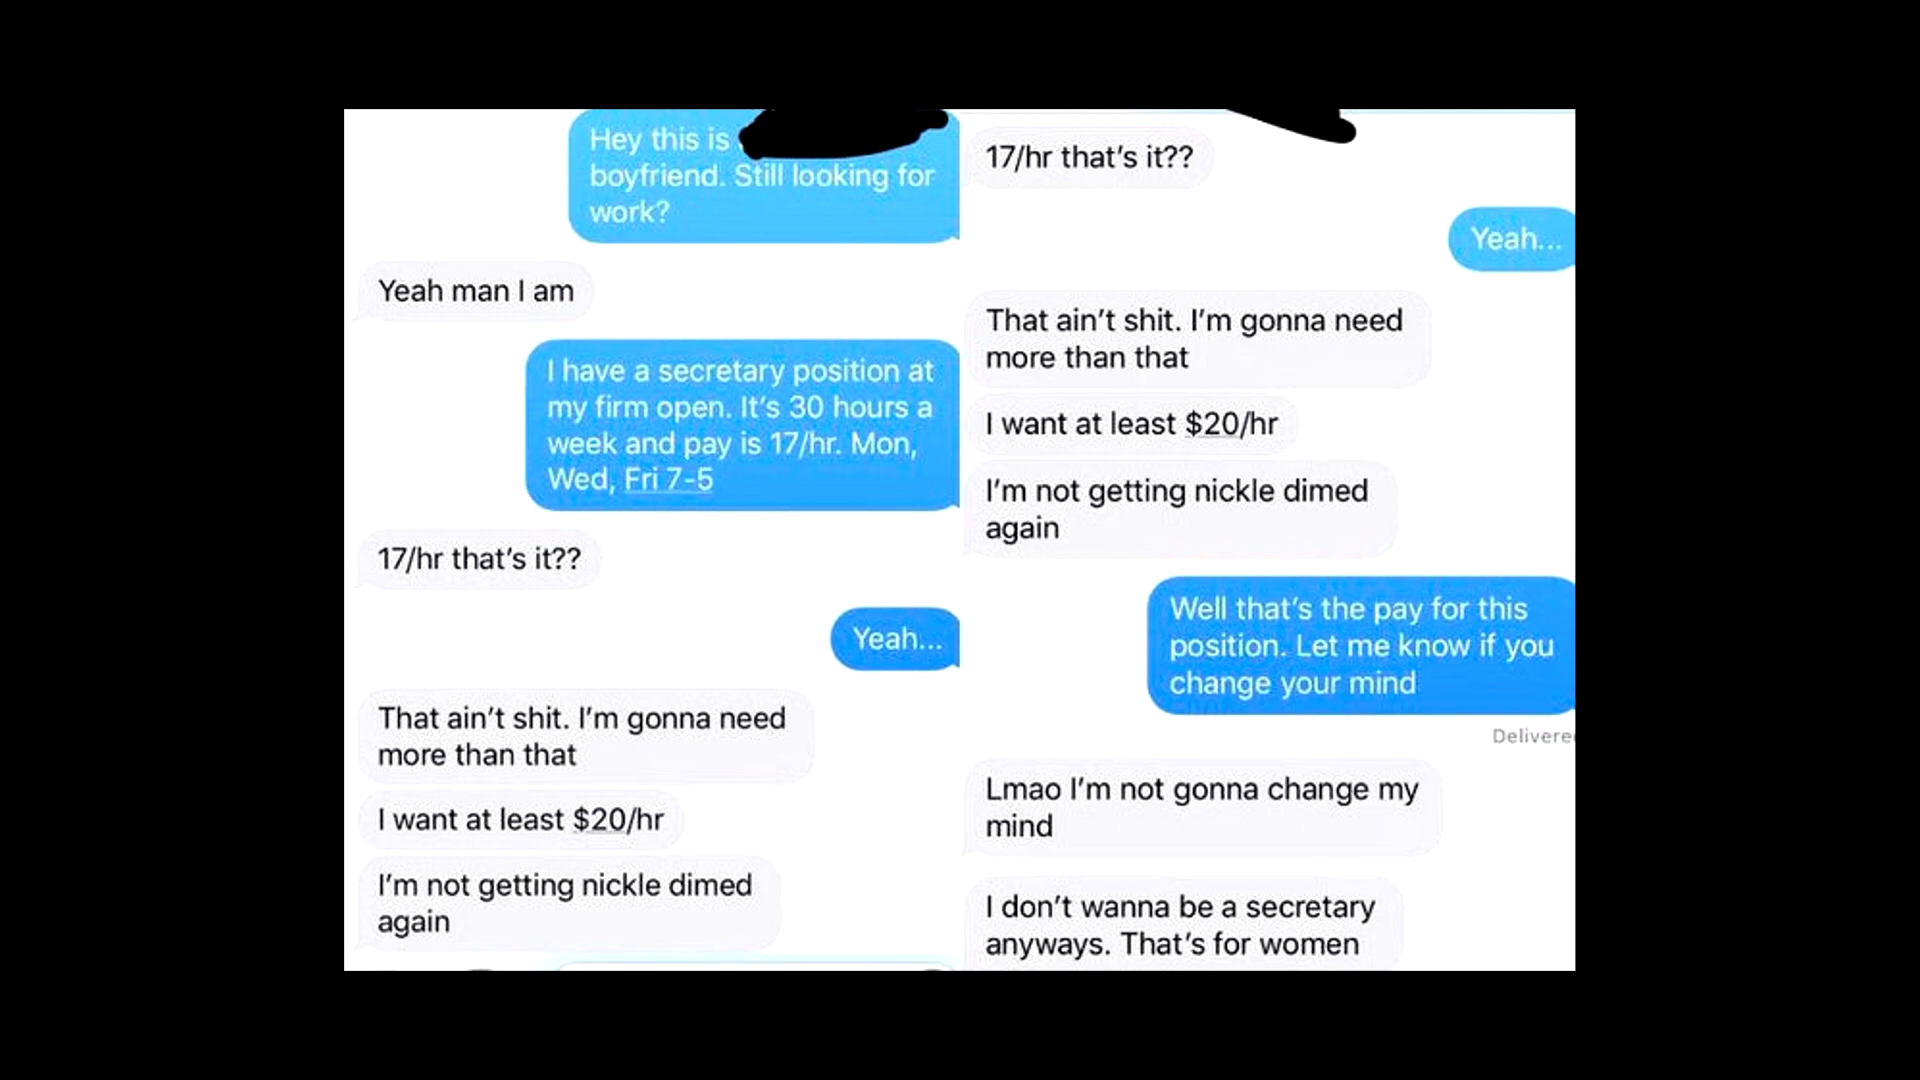 Hey this is
boyfriend. Still looking for
work?
Yeah man I am
I have a secretary position at
my firm open. It's 30 hours a
week and pay is 17/hr. Mon,
Wed, Fri 7-5
17/hr that's it??
Yeah...
That ain't shit. I'm gonna need
more than that
I want at least $20/hr
I'm not getting nickle dimed
again
17/hr that's it??
Yeah...
That ain't shit. I'm gonna need
more than that
I want at least $20/hr
I'm not getting nickle dimed
again
Well that's the pay for this
position. Let me know if you
change your mind
Delivere
Lmao I'm not gonna change my
mind
I don't wanna be a secretary
anyways. That's for women